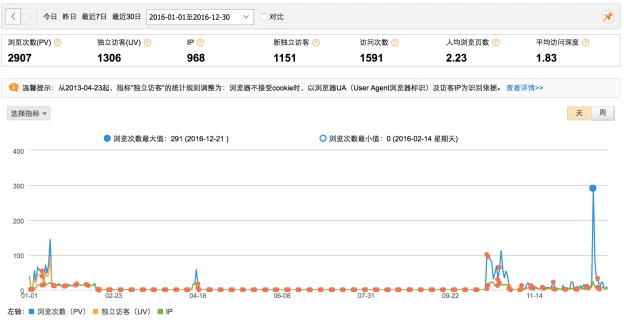 今日 昨日 最近7日 最近30日 2016-01-01至2016-12-30 对比
浏览次数(PV) 独立访客(UV) IP 新独立访客 访问次数 人均浏览页数 平均访问深度
2907 1306 968 1151 1591 2.23 1.83
温馨提示：从2013-04-23起，指标“独立访客”的统计规则调整为：浏览器不接受cookie时，以浏览器UA（User Agent浏览器标识）及访客IP为识别依据。 查看详情>>
选择指标 天 周
浏览次数最大值：291 (2016-12-21 ) 浏览次数最小值：0 (2016-02-14 星期天)
400
300
200
100
0
01-01 02-23 04-16 06-08 07-31 09-22 11-14
左轴： 浏览次数（PV） 独立访客（UV） IP